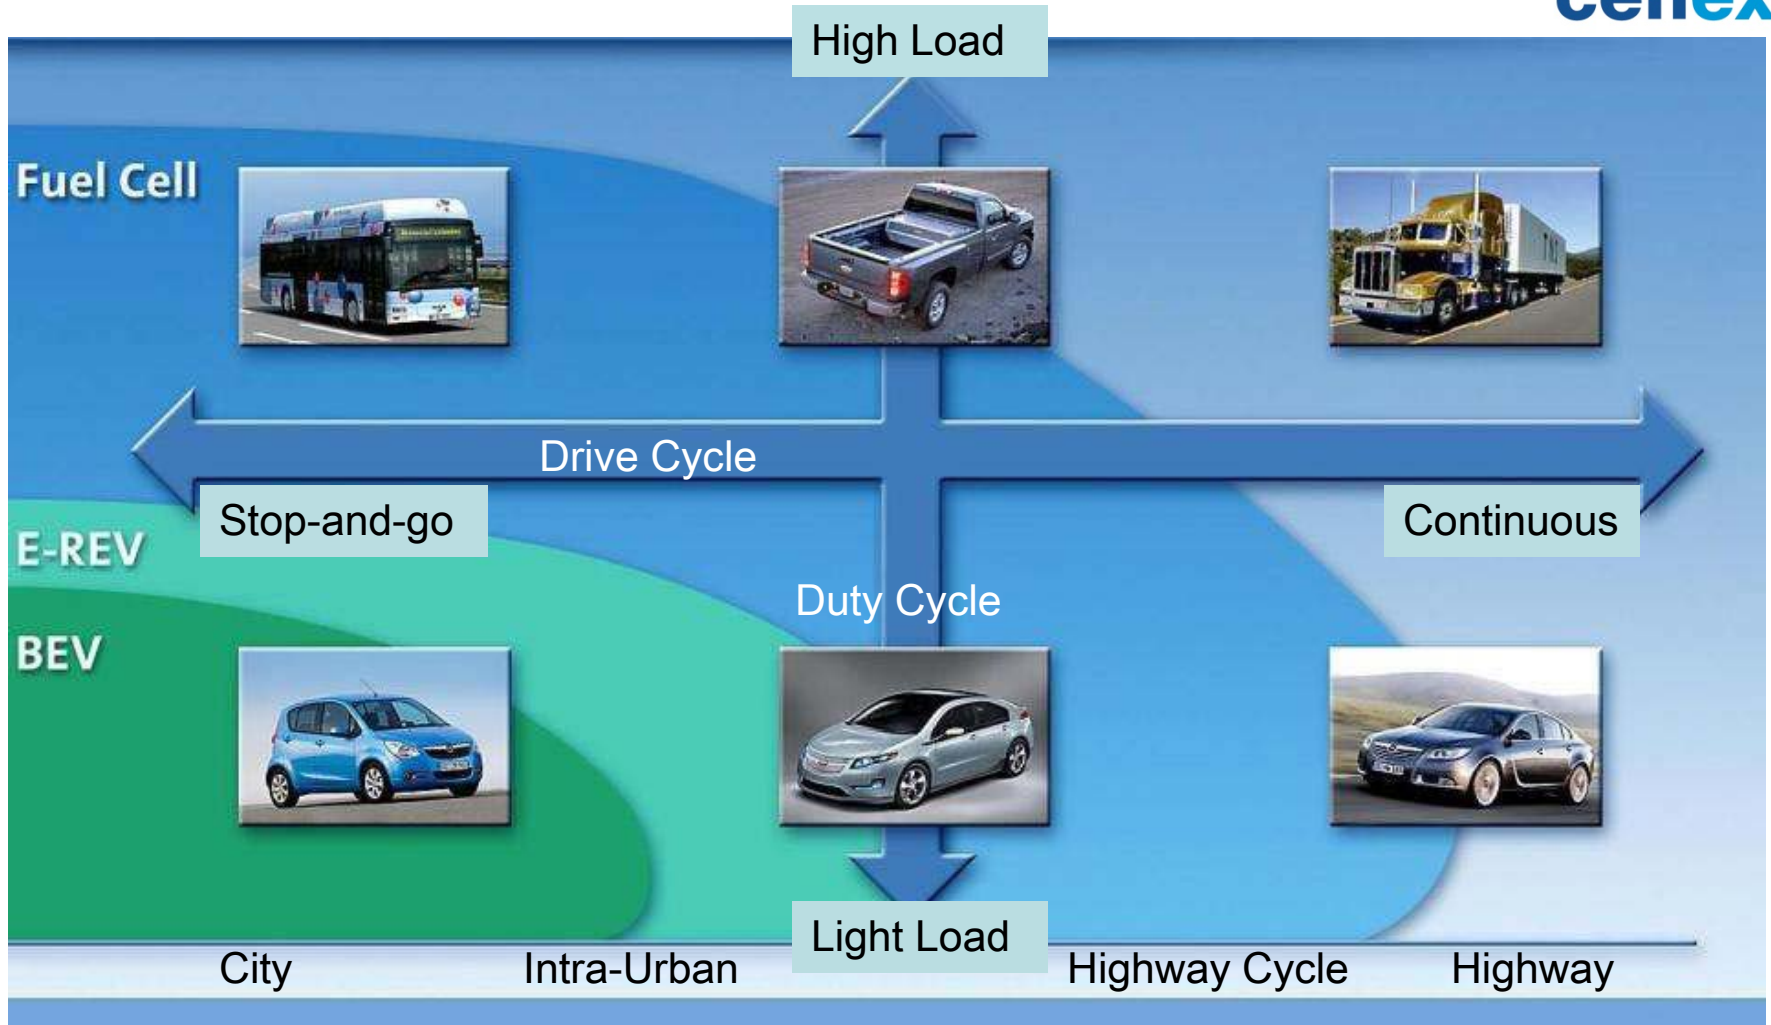 cenex
High Load
Fuel Cell
Drive Cycle
Stop-and-go
Continuous
E-REV
Duty Cycle
BEV
Light Load
City
Intra-Urban
Highway Cycle
Highway